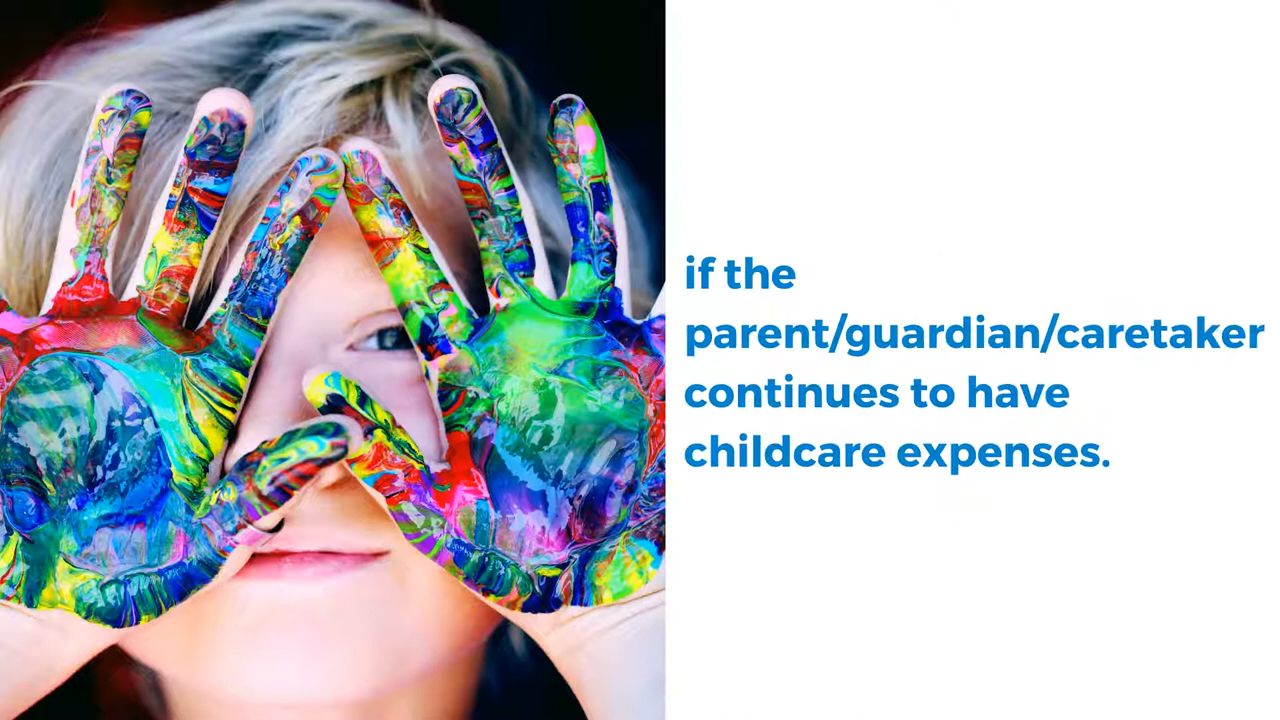 if the
parent/guardian/caretaker
continues to have
childcare expenses.